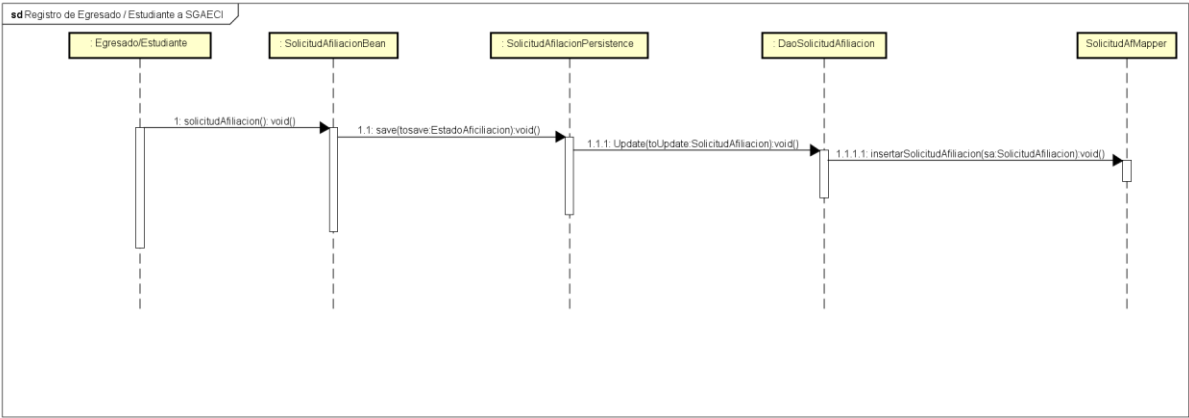 sd Registro de Egresado / Estudiante a SGAECI
: Egresado/Estudiante
: SolicitudAfiliacionBean
: SolicitudAfilacionPersistence
: DaoSolicitudAfiliacion
SolicitudAfMapper
1: solicitudAfiliacion(): void()
1.1: save(tosave:EstadoAficiliacion):void()
1.1.1: Update(toUpdate:SolicitudAfiliacion):void()
1.1.1.1: insertarSolicitudAfiliacion(sa:SolicitudAfiliacion):void()